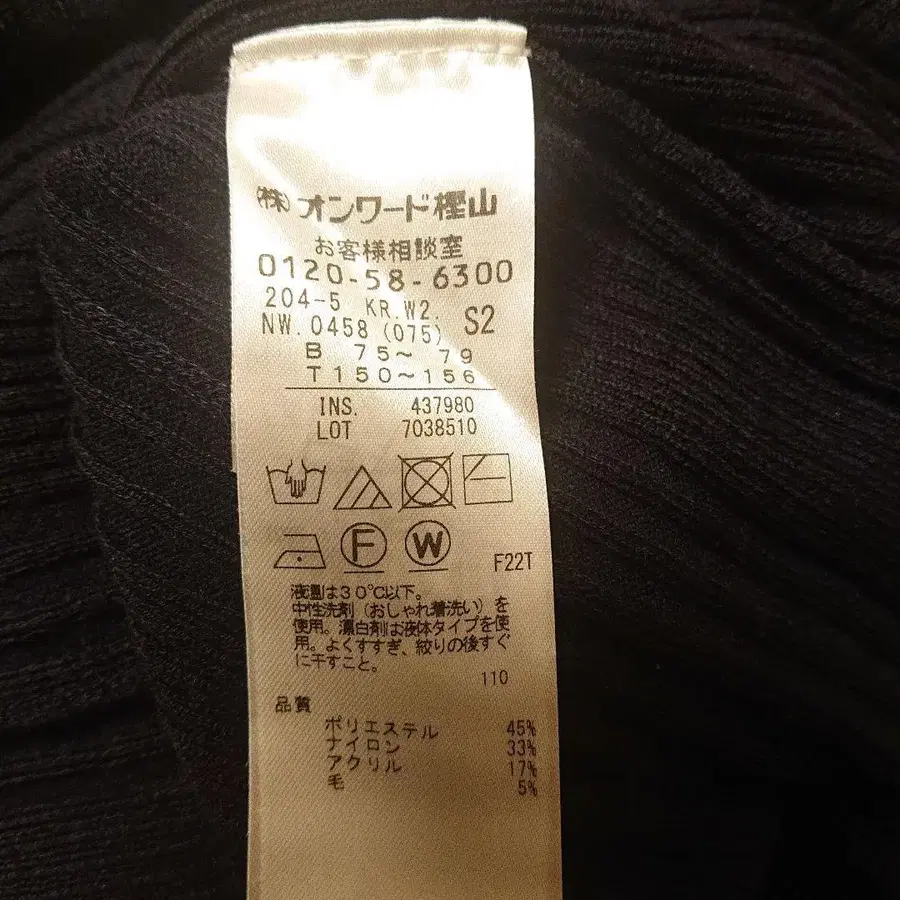 (株)オンワード樫山
お客様相談室
0120-58-6300
204-5 KR.W2.
NW.0458 (075) S2
B 75～ 79
T150～156
INS. 437980
LOT 7038510
F W
F22T
液温は30℃以下。
中性洗剤（おしゃれ着洗い）を
使用。漂白剤は液体タイプを使
用。よくすすぎ、絞りの後すぐ
に干すこと。
110
品質
ポリエステル 45%
ナイロン 33%
アクリル 17%
毛 5%